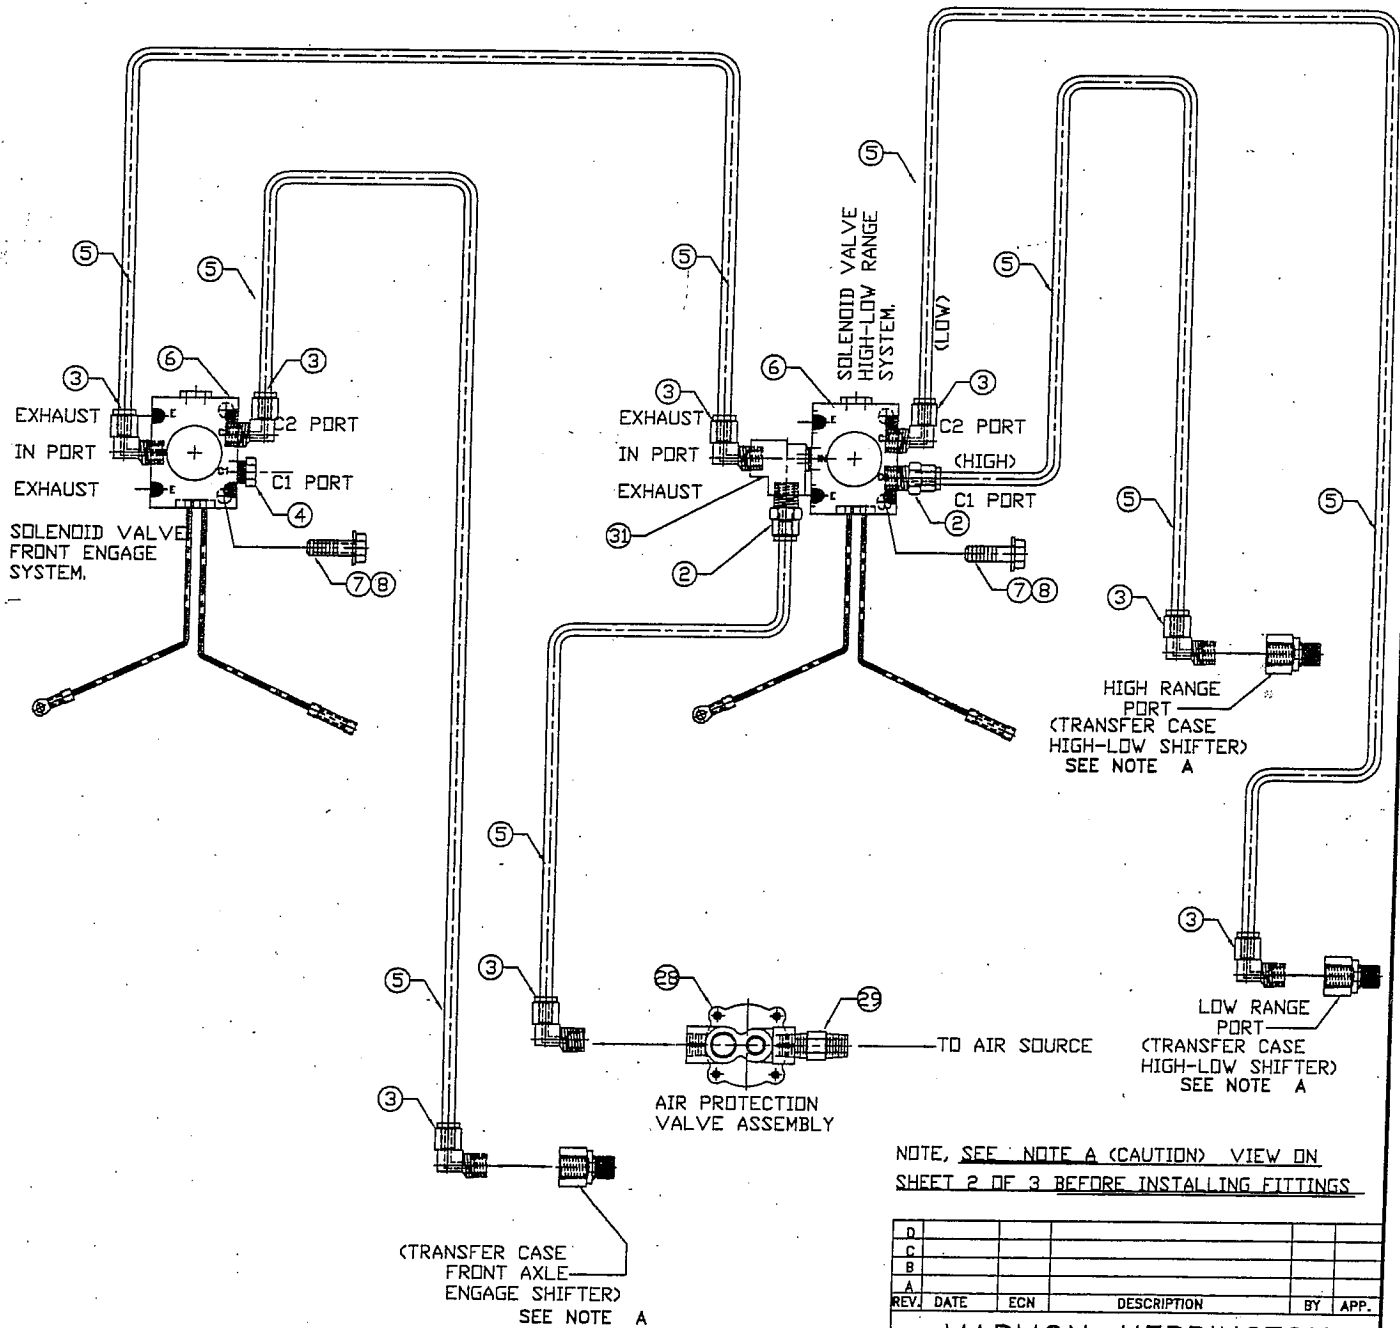 5
5
SOLENOID VALVE
HIGH-LOW RANGE
SYSTEM.
(LOW)
5
5
5
6
3
6
3
3
3
EXHAUST
E
C2 PORT
IN PORT
EXHAUST
E
C1 PORT
4
SOLENOID VALVE
FRONT ENGAGE
SYSTEM.
7 8
EXHAUST
E
C2 PORT
IN PORT
IN
(HIGH)
EXHAUST
E
C1 PORT
31
2
2
7 8
5
5
3
HIGH RANGE
PORT
(TRANSFER CASE
HIGH-LOW SHIFTER)
SEE NOTE A
5
3
LOW RANGE
PORT
(TRANSFER CASE
HIGH-LOW SHIFTER)
SEE NOTE A
5
3
28
29
TO AIR SOURCE
AIR PROTECTION
VALVE ASSEMBLY
3
(TRANSFER CASE
FRONT AXLE
ENGAGE SHIFTER)
SEE NOTE A
NOTE, SEE NOTE A (CAUTION) VIEW ON
SHEET 2 OF 3 BEFORE INSTALLING FITTINGS
D
C
B
A
REV. DATE ECN DESCRIPTION BY APP.